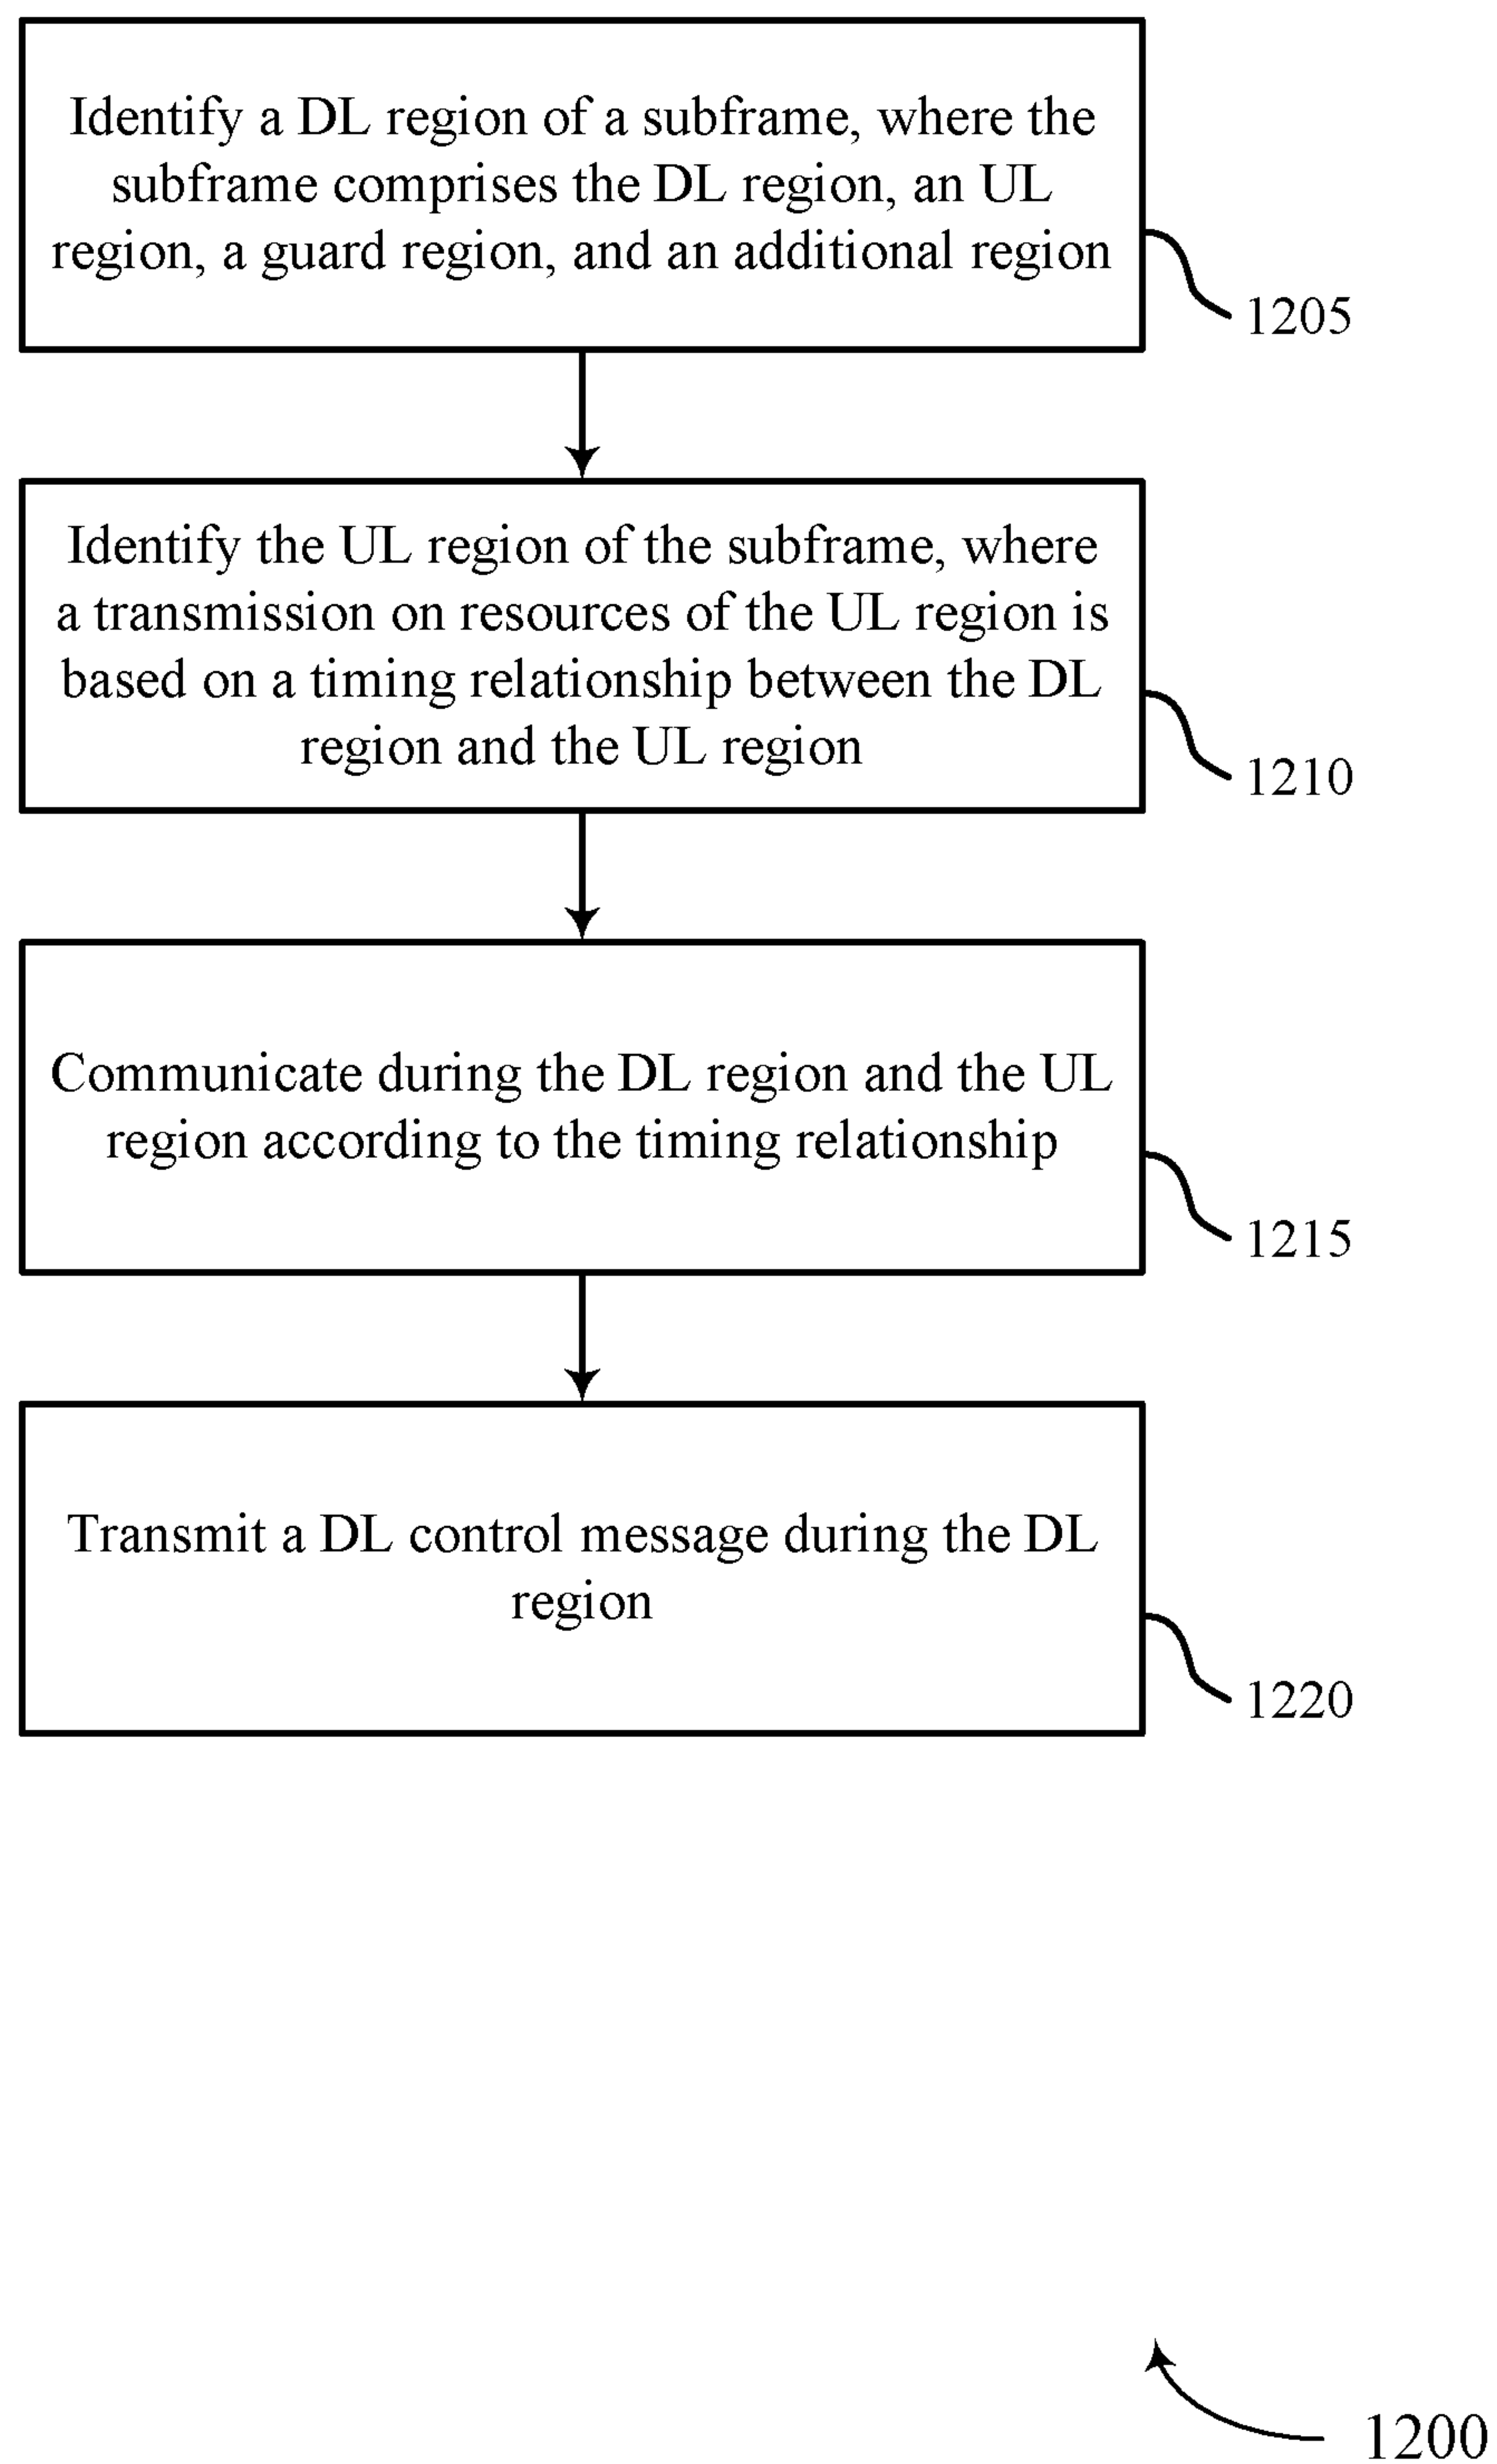 Identify a DL region of a subframe, where the
subframe comprises the DL region, an UL
region, a guard region, and an additional region
1205
Identify the UL region of the subframe, where
a transmission on resources of the UL region is
based on a timing relationship between the DL
region and the UL region
1210
Communicate during the DL region and the UL
region according to the timing relationship
1215
Transmit a DL control message during the DL
region
1220
1200